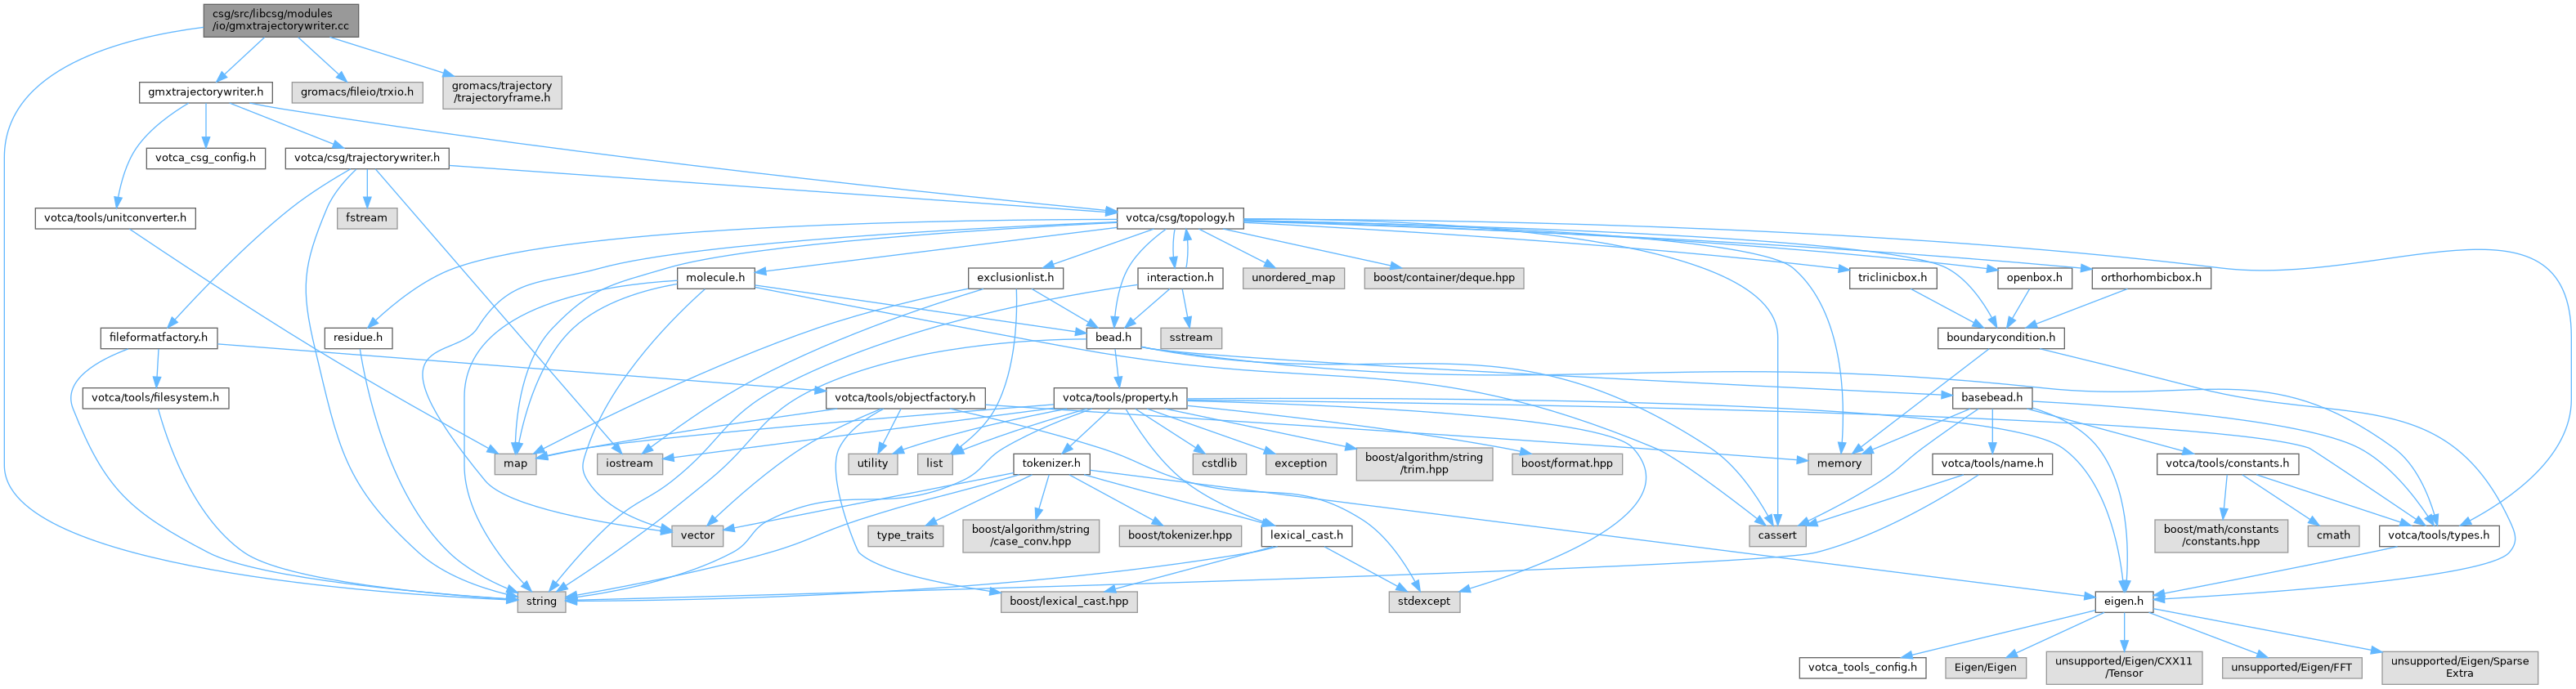 csg/src/libcsg/modules
/io/gmxtrajectorywriter.cc
gmxtrajectorywriter.h
gromacs/fileio/trxio.h
gromacs/trajectory
/trajectoryframe.h
votca_csg_config.h
votca/csg/trajectorywriter.h
votca/tools/unitconverter.h
fstream
votca/csg/topology.h
molecule.h
exclusionlist.h
interaction.h
unordered_map
boost/container/deque.hpp
triclinicbox.h
openbox.h
orthorhombicbox.h
fileformatfactory.h
residue.h
bead.h
sstream
boundarycondition.h
votca/tools/filesystem.h
votca/tools/objectfactory.h
votca/tools/property.h
basebead.h
map
iostream
utility
list
tokenizer.h
cstdlib
exception
boost/algorithm/string
/trim.hpp
boost/format.hpp
memory
votca/tools/name.h
votca/tools/constants.h
vector
type_traits
boost/algorithm/string
/case_conv.hpp
boost/tokenizer.hpp
lexical_cast.h
cassert
boost/math/constants
/constants.hpp
cmath
votca/tools/types.h
string
boost/lexical_cast.hpp
stdexcept
eigen.h
votca_tools_config.h
Eigen/Eigen
unsupported/Eigen/CXX11
/Tensor
unsupported/Eigen/FFT
unsupported/Eigen/Sparse
Extra